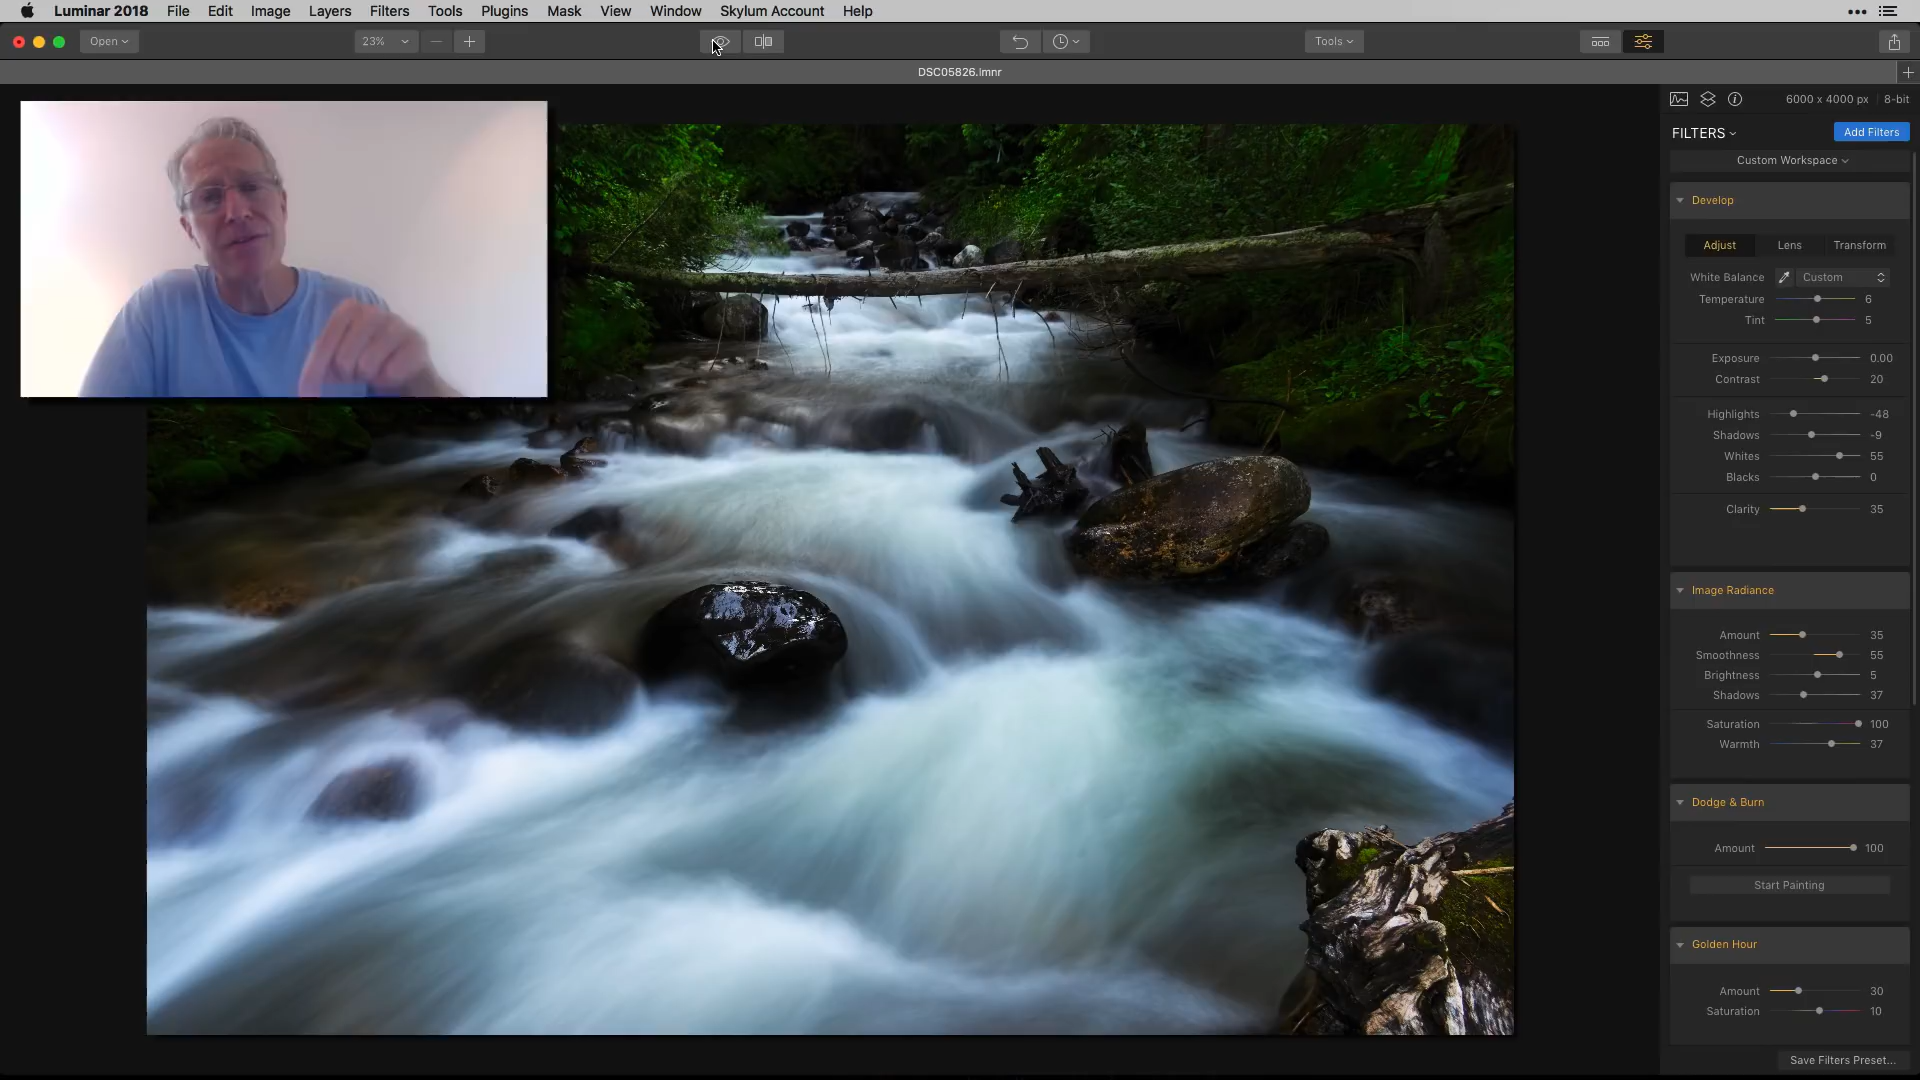 Luminar 2018 File Edit Image Layers Filters Tools Plugins Mask View Window Skylum Account Help
Open 23% Tools
DSC05826.lmnr
6000 x 4000 px 8-bit
FILTERS Add Filters
Custom Workspace
Develop
Adjust Lens Transform
White Balance Custom
Temperature 6
Tint 5
Exposure 0.00
Contrast 20
Highlights -48
Shadows -9
Whites 55
Blacks 0
Clarity 35
Image Radiance
Amount 35
Smoothness 55
Brightness 5
Shadows 37
Saturation 100
Warmth 37
Dodge & Burn
Amount 100
Start Painting
Golden Hour
Amount 30
Saturation 10
Save Filters Preset...